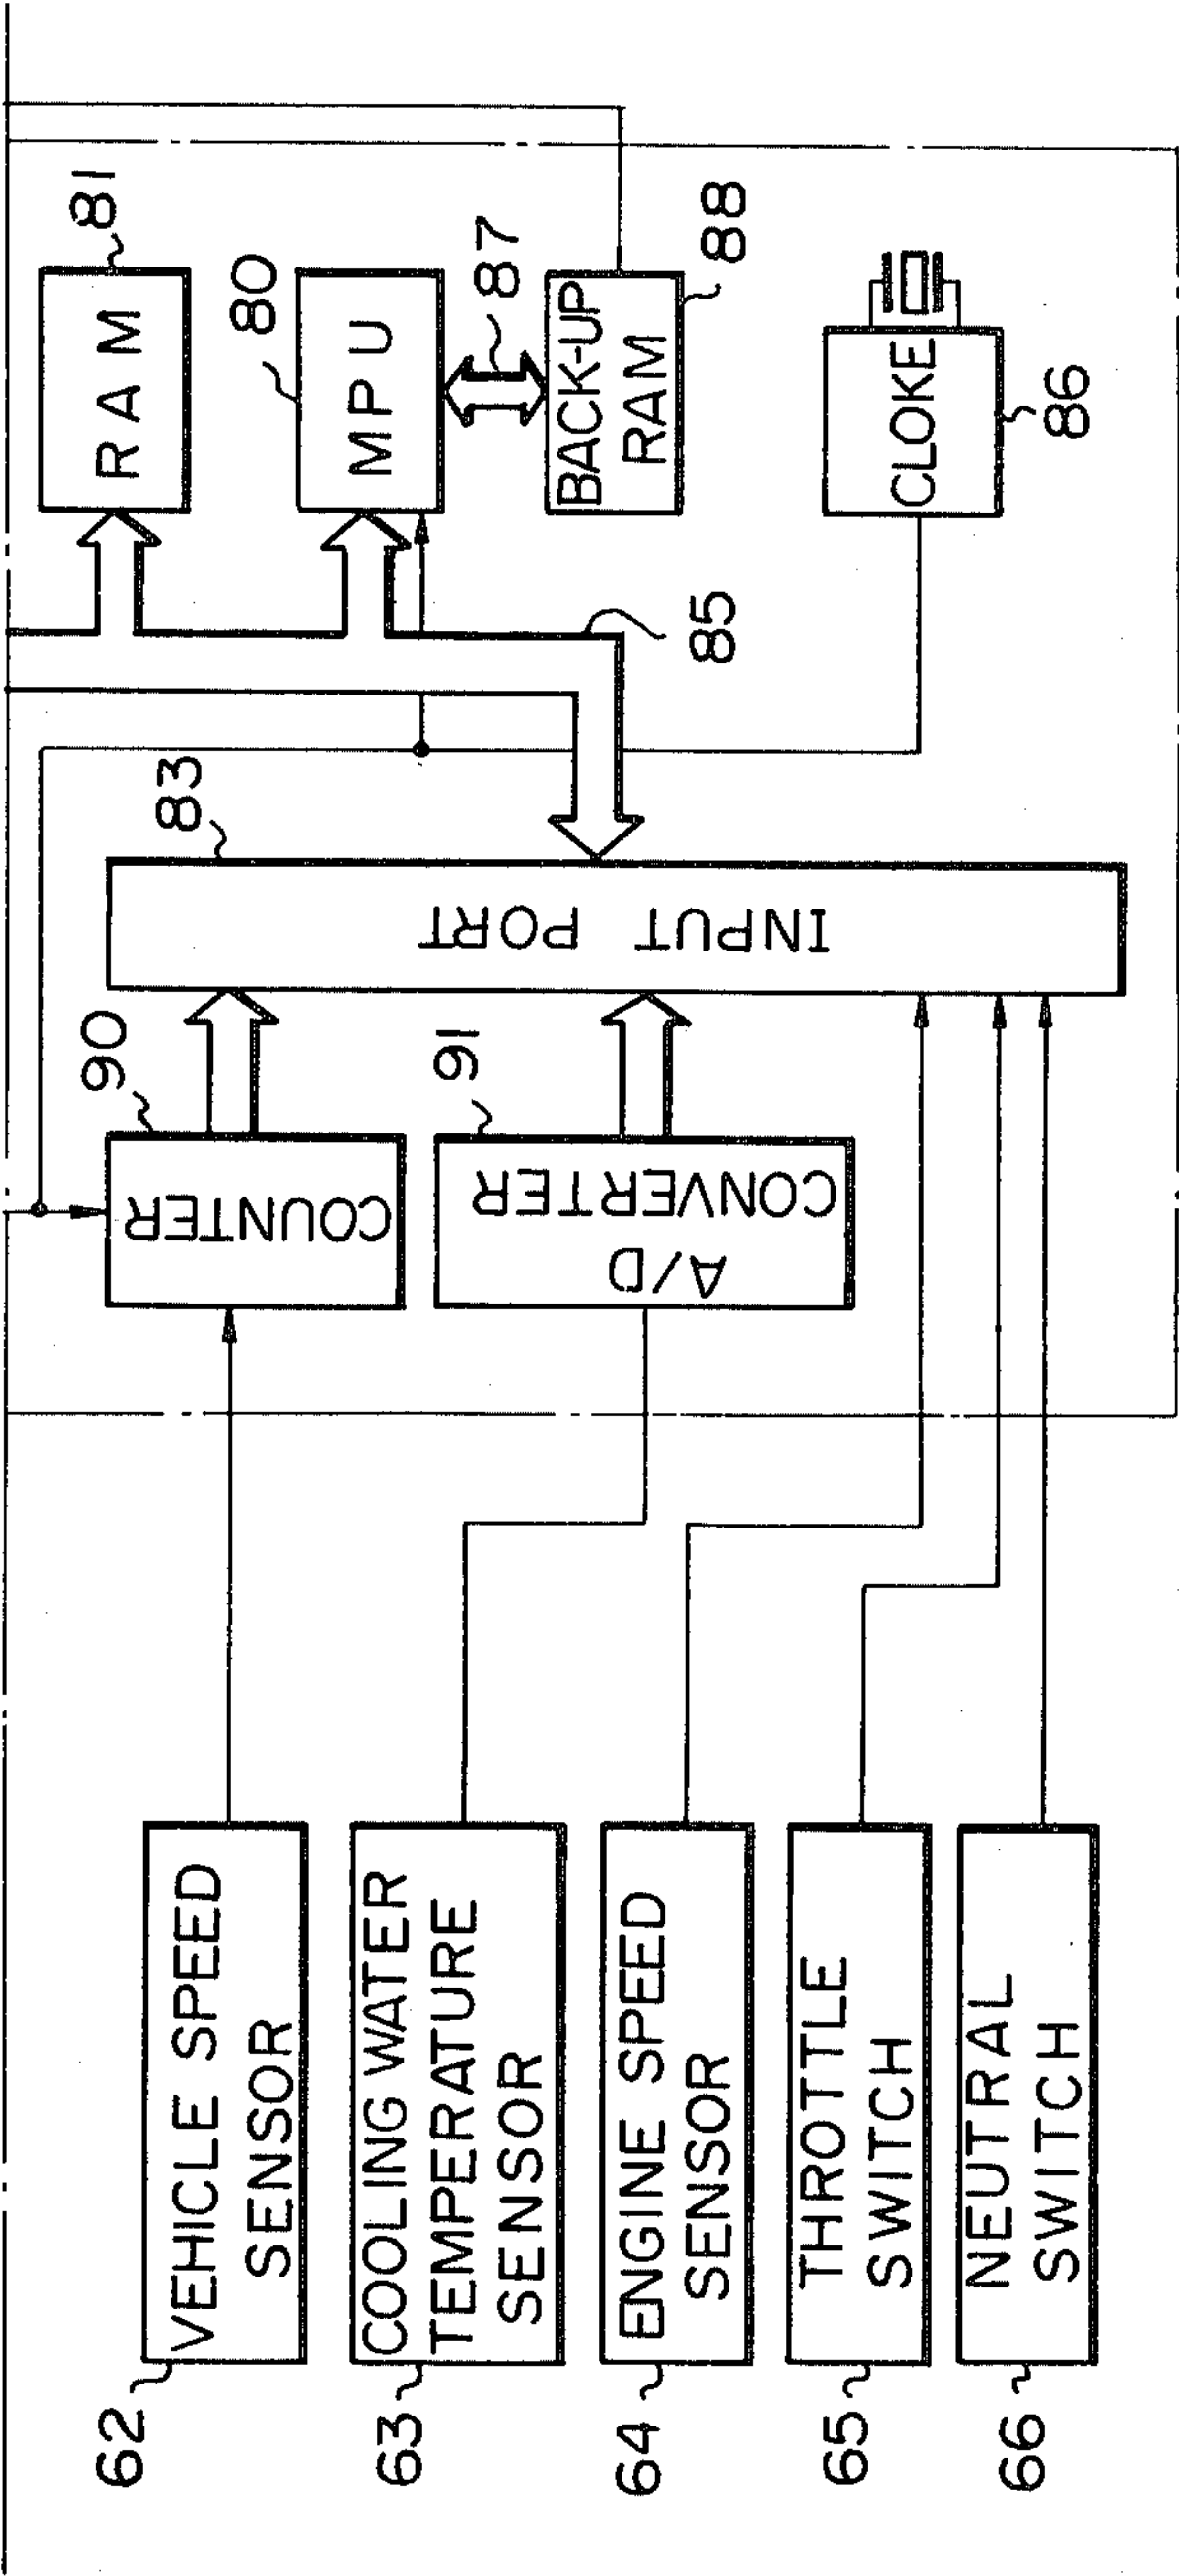 62
VEHICLE SPEED
SENSOR
63
COOLING WATER
TEMPERATURE
SENSOR
64
ENGINE SPEED
SENSOR
65
THROTTLE
SWITCH
66
NEUTRAL
SWITCH
90
COUNTER
91
A/D
CONVERTER
83
INPUT PORT
85
81
RAM
80
MPU
87
BACK-UP
RAM
88
CLOKE
86